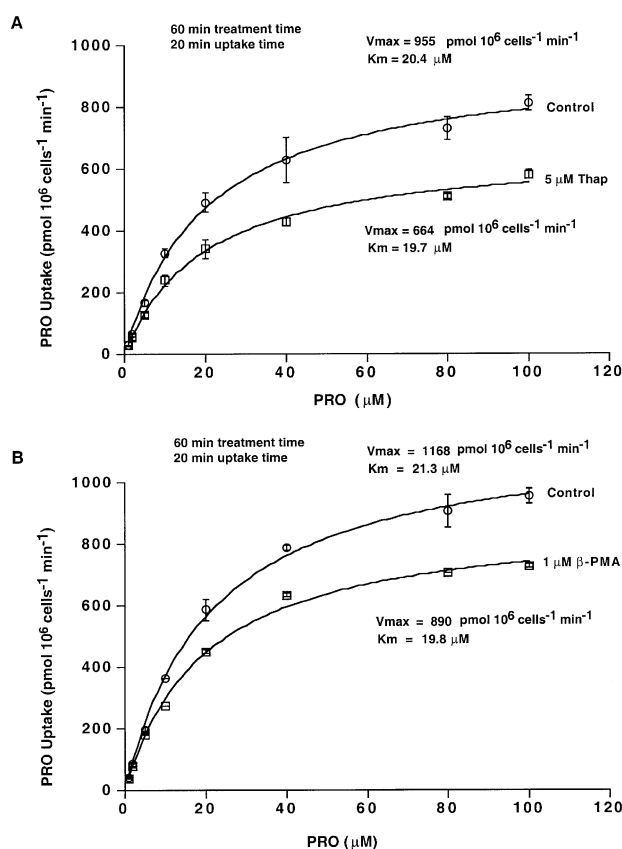 A
60 min treatment time
20 min uptake time
Vmax = 955 pmol 10⁶ cells⁻¹ min⁻¹
Km = 20.4 µM
PRO Uptake (pmol 10⁶ cells⁻¹ min⁻¹)
1000
800
600
400
200
0
Control
5 µM Thap
Vmax = 664 pmol 10⁶ cells⁻¹ min⁻¹
Km = 19.7 µM
0 20 40 60 80 100 120
PRO (µM)
B
60 min treatment time
20 min uptake time
Vmax = 1168 pmol 10⁶ cells⁻¹ min⁻¹
Km = 21.3 µM
PRO Uptake (pmol 10⁶ cells⁻¹ min⁻¹)
1000
800
600
400
200
0
Control
1 µM β-PMA
Vmax = 890 pmol 10⁶ cells⁻¹ min⁻¹
Km = 19.8 µM
0 20 40 60 80 100 120
PRO (µM)